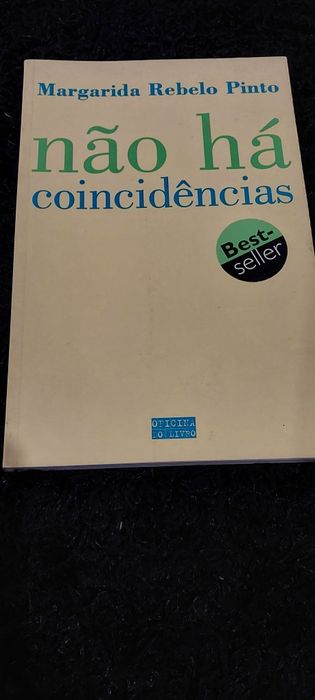 Margarida Rebelo Pinto
não há
coincidências
Best-
seller
OFICINA
DO LIVRO